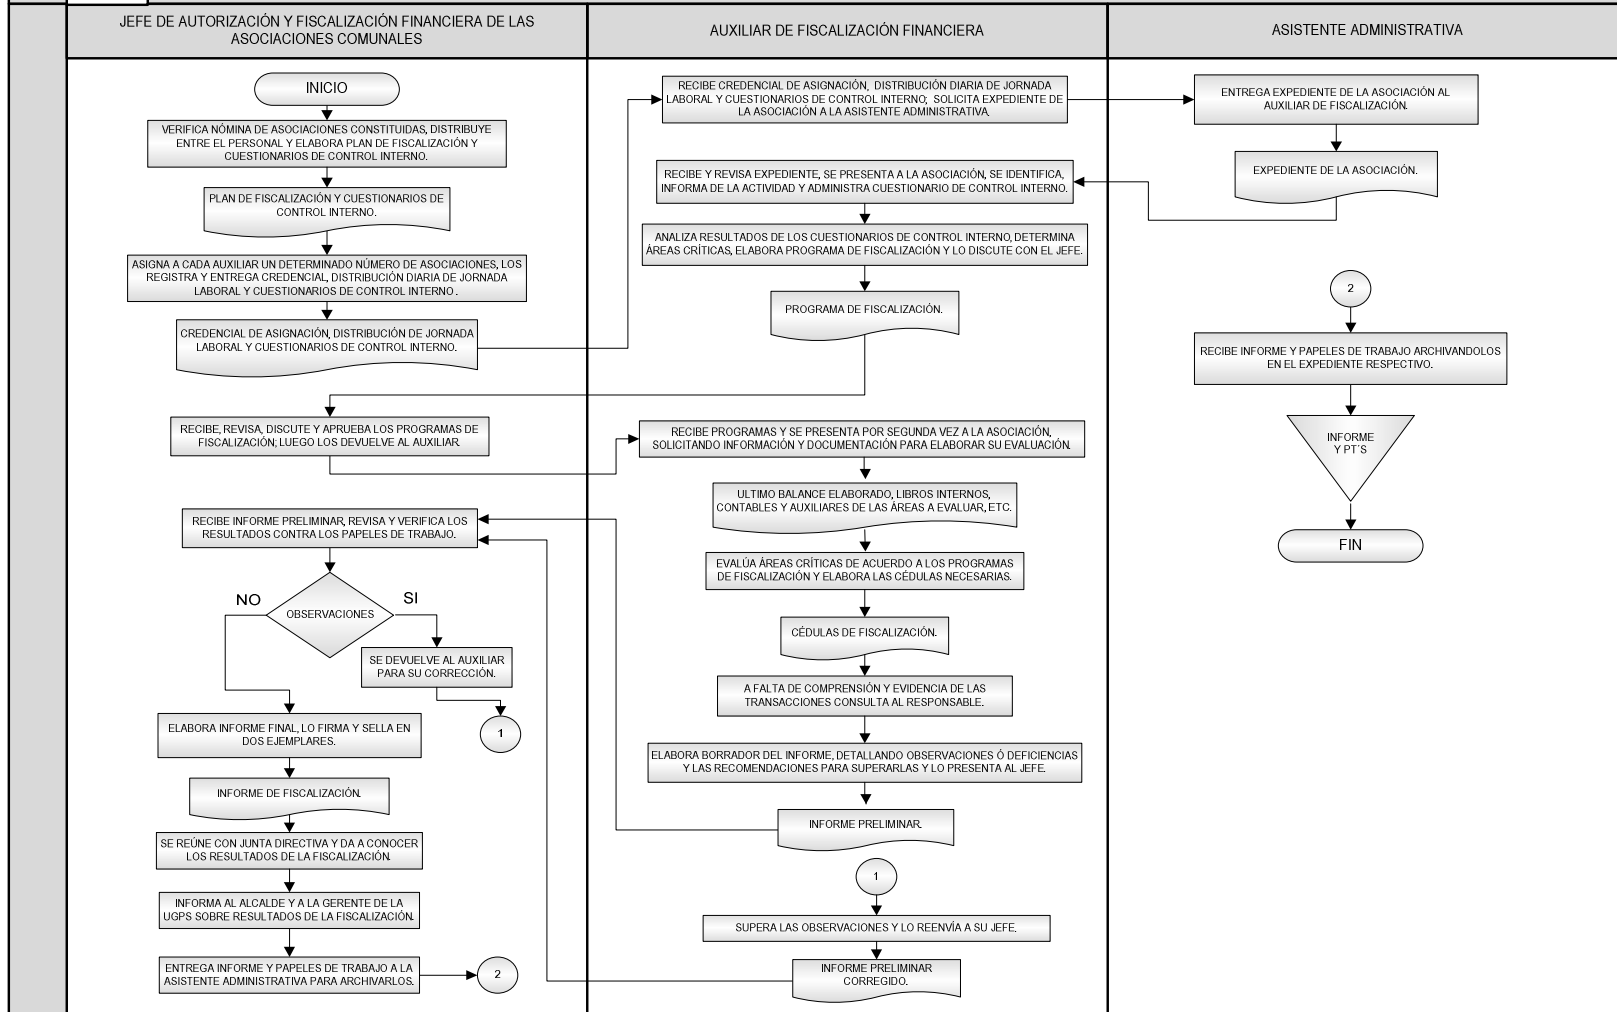 JEFE DE AUTORIZACIÓN Y FISCALIZACIÓN FINANCIERA DE LAS
ASOCIACIONES COMUNALES
AUXILIAR DE FISCALIZACIÓN FINANCIERA
ASISTENTE ADMINISTRATIVA
INICIO
VERIFICA NÓMINA DE ASOCIACIONES CONSTITUIDAS, DISTRIBUYE
ENTRE EL PERSONAL Y ELABORA PLAN DE FISCALIZACIÓN Y
CUESTIONARIOS DE CONTROL INTERNO.
PLAN DE FISCALIZACIÓN Y CUESTIONARIOS DE
CONTROL INTERNO.
ASIGNA A CADA AUXILIAR UN DETERMINADO NÚMERO DE ASOCIACIONES, LOS
REGISTRA Y ENTREGA CREDENCIAL, DISTRIBUCIÓN DIARIA DE JORNADA
LABORAL Y CUESTIONARIOS DE CONTROL INTERNO .
CREDENCIAL DE ASIGNACIÓN, DISTRIBUCIÓN DE JORNADA
LABORAL Y CUESTIONARIOS DE CONTROL INTERNO.
RECIBE CREDENCIAL DE ASIGNACIÓN, DISTRIBUCIÓN DIARIA DE JORNADA
LABORAL Y CUESTIONARIOS DE CONTROL INTERNO; SOLICITA EXPEDIENTE DE
LA ASOCIACIÓN A LA ASISTENTE ADMINISTRATIVA.
ENTREGA EXPEDIENTE DE LA ASOCIACIÓN AL
AUXILIAR DE FISCALIZACIÓN.
EXPEDIENTE DE LA ASOCIACIÓN.
RECIBE Y REVISA EXPEDIENTE, SE PRESENTA A LA ASOCIACIÓN, SE IDENTIFICA,
INFORMA DE LA ACTIVIDAD Y ADMINISTRA CUESTIONARIO DE CONTROL INTERNO.
ANALIZA RESULTADOS DE LOS CUESTIONARIOS DE CONTROL INTERNO, DETERMINA
ÁREAS CRÍTICAS, ELABORA PROGRAMA DE FISCALIZACIÓN Y LO DISCUTE CON EL JEFE.
PROGRAMA DE FISCALIZACIÓN.
RECIBE, REVISA, DISCUTE Y APRUEBA LOS PROGRAMAS DE
FISCALIZACIÓN; LUEGO LOS DEVUELVE AL AUXILIAR.
RECIBE PROGRAMAS Y SE PRESENTA POR SEGUNDA VEZ A LA ASOCIACIÓN,
SOLICITANDO INFORMACIÓN Y DOCUMENTACIÓN PARA ELABORAR SU EVALUACIÓN.
ULTIMO BALANCE ELABORADO, LIBROS INTERNOS,
CONTABLES Y AUXILIARES DE LAS ÁREAS A EVALUAR, ETC.
EVALÚA ÁREAS CRÍTICAS DE ACUERDO A LOS PROGRAMAS
DE FISCALIZACIÓN Y ELABORA LAS CÉDULAS NECESARIAS.
CÉDULAS DE FISCALIZACIÓN.
A FALTA DE COMPRENSIÓN Y EVIDENCIA DE LAS
TRANSACCIONES CONSULTA AL RESPONSABLE.
ELABORA BORRADOR DEL INFORME, DETALLANDO OBSERVACIONES Ó DEFICIENCIAS
Y LAS RECOMENDACIONES PARA SUPERARLAS Y LO PRESENTA AL JEFE.
INFORME PRELIMINAR.
RECIBE INFORME PRELIMINAR, REVISA Y VERIFICA LOS
RESULTADOS CONTRA LOS PAPELES DE TRABAJO.
OBSERVACIONES
NO
SI
SE DEVUELVE AL AUXILIAR
PARA SU CORRECCIÓN.
1
1
SUPERA LAS OBSERVACIONES Y LO REENVÍA A SU JEFE.
INFORME PRELIMINAR
CORREGIDO.
ELABORA INFORME FINAL, LO FIRMA Y SELLA EN
DOS EJEMPLARES.
INFORME DE FISCALIZACIÓN.
SE REÚNE CON JUNTA DIRECTIVA Y DA A CONOCER
LOS RESULTADOS DE LA FISCALIZACIÓN.
INFORMA AL ALCALDE Y A LA GERENTE DE LA
UGPS SOBRE RESULTADOS DE LA FISCALIZACIÓN.
ENTREGA INFORME Y PAPELES DE TRABAJO A LA
ASISTENTE ADMINISTRATIVA PARA ARCHIVARLOS.
2
2
RECIBE INFORME Y PAPELES DE TRABAJO ARCHIVANDOLOS
EN EL EXPEDIENTE RESPECTIVO.
INFORME
Y PT´S
FIN